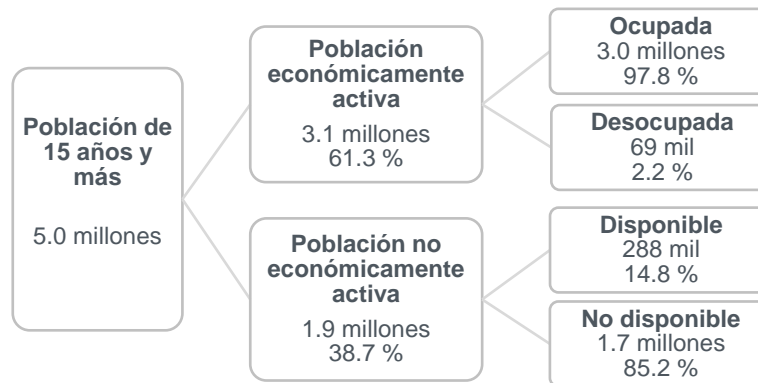 Población de
15 años y
más
5.0 millones
Población
económicamente
activa
3.1 millones
61.3 %
Ocupada
3.0 millones
97.8 %
Desocupada
69 mil
2.2 %
Población no
económicamente
activa
1.9 millones
38.7 %
Disponible
288 mil
14.8 %
No disponible
1.7 millones
85.2 %